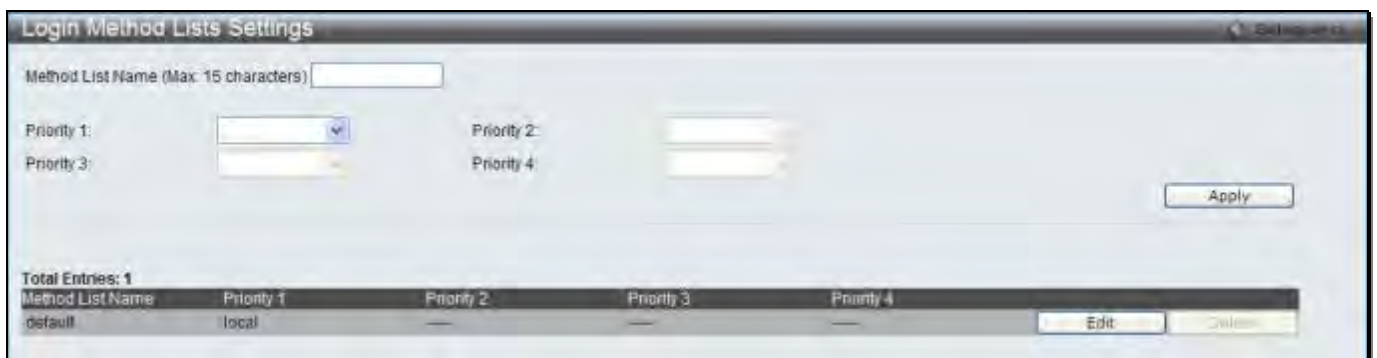 Login Method Lists Settings
Method List Name (Max: 15 characters)
Priority 1: Priority 2:
Priority 3: Priority 4:
Apply
Total Entries: 1
Method List Name Priority 1 Priority 2 Priority 3 Priority 4
default local ---- ---- ---- Edit Delete